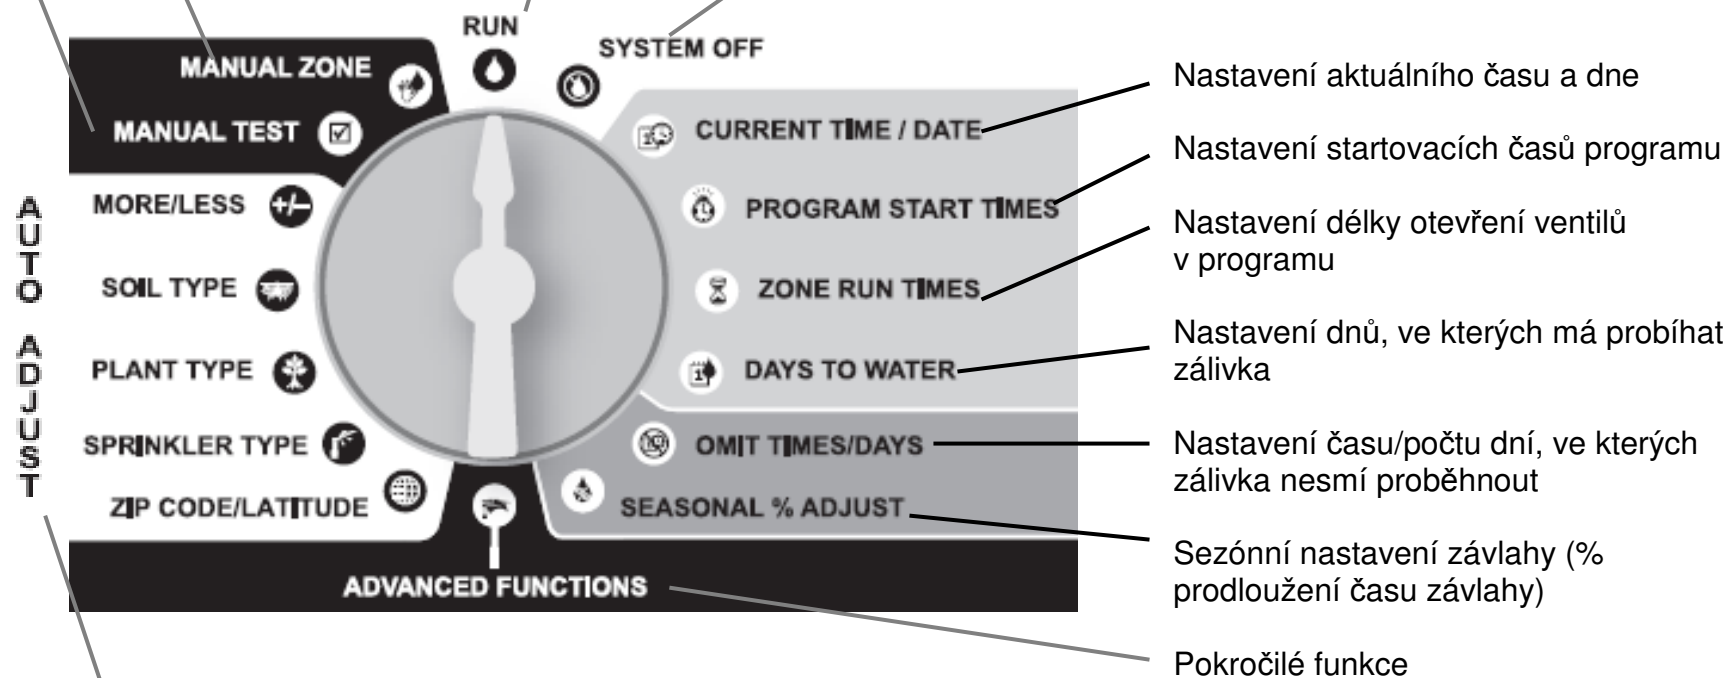 RUN
SYSTEM OFF
MANUAL ZONE
MANUAL TEST
MORE/LESS
SOIL TYPE
PLANT TYPE
SPRINKLER TYPE
ZIP CODE/LATITUDE
AUTO ADJUST
CURRENT TIME / DATE
PROGRAM START TIMES
ZONE RUN TIMES
DAYS TO WATER
OMIT TIMES/DAYS
SEASONAL % ADJUST
ADVANCED FUNCTIONS
Nastavení aktuálního času a dne
Nastavení startovacích časů programu
Nastavení délky otevření ventilů
v programu
Nastavení dnů, ve kterých má probíhat
zálivka
Nastavení času/počtu dní, ve kterých
zálivka nesmí proběhnout
Sezónní nastavení závlahy (%
prodloužení času závlahy)
Pokročilé funkce